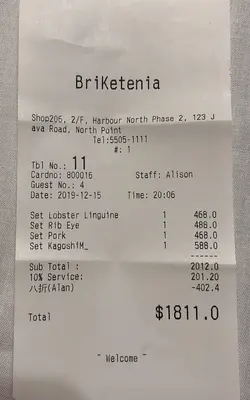 BriKetenia
Shop205, 2/F, Harbour North Phase 2, 123 J
ava Road, North Point
Tel:5505-1111
#: 1
Tbl No.: 11
Cardno: 800016 Staff: Alison
Guest No.: 4
Date: 2019-12-15 Time: 20:06
Set Lobster Linguine 1 468.0
Set Rib Eye 1 488.0
Set Pork 1 468.0
Set KagoshiM_ 1 588.0
------
Sub Total : 2012.0
10% Service: 201.20
八折(Alan) -402.4
------
Total $1811.0
~ Welcome ~